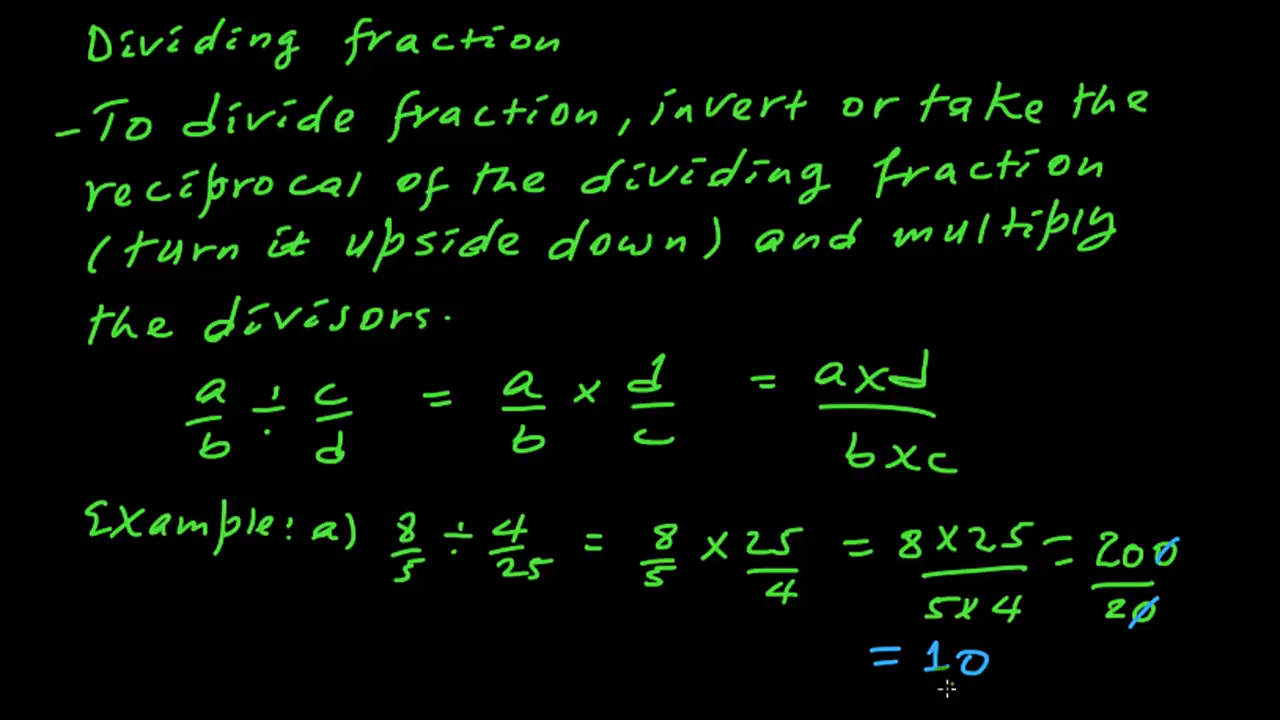 Dividing fraction
- To divide fraction, invert or take the
reciprocal of the dividing fraction
(turn it upside down) and multiply
the divisors.
a/b ÷ c/d = a/b × d/c = a×d/b×c
Example: a) 8/5 ÷ 4/25 = 8/5 × 25/4 = 8×25/5×4 = 200/20
= 10